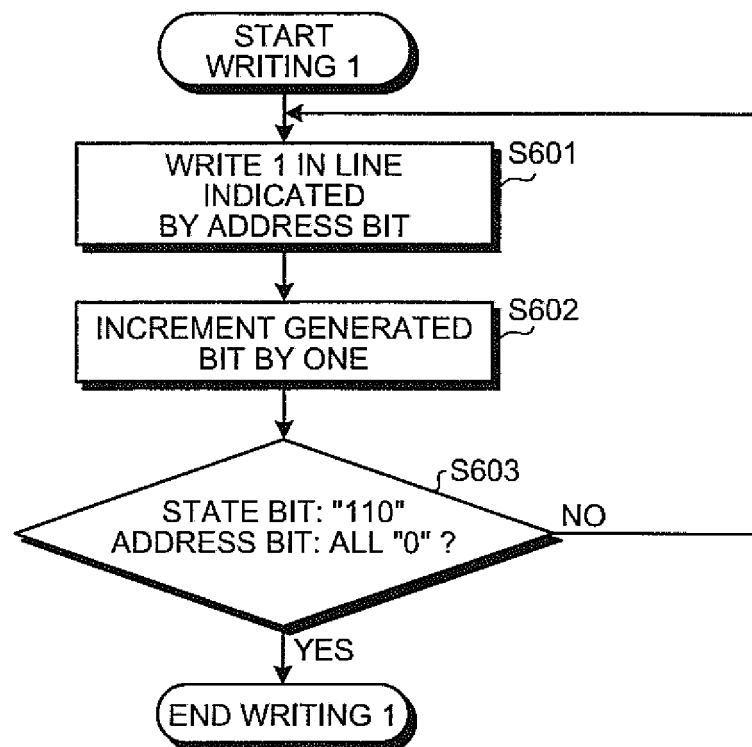 START
WRITING 1
WRITE 1 IN LINE
INDICATED
BY ADDRESS BIT
S601
INCREMENT GENERATED
BIT BY ONE
S602
STATE BIT: "110"
ADDRESS BIT: ALL "0" ?
S603
NO
YES
END WRITING 1